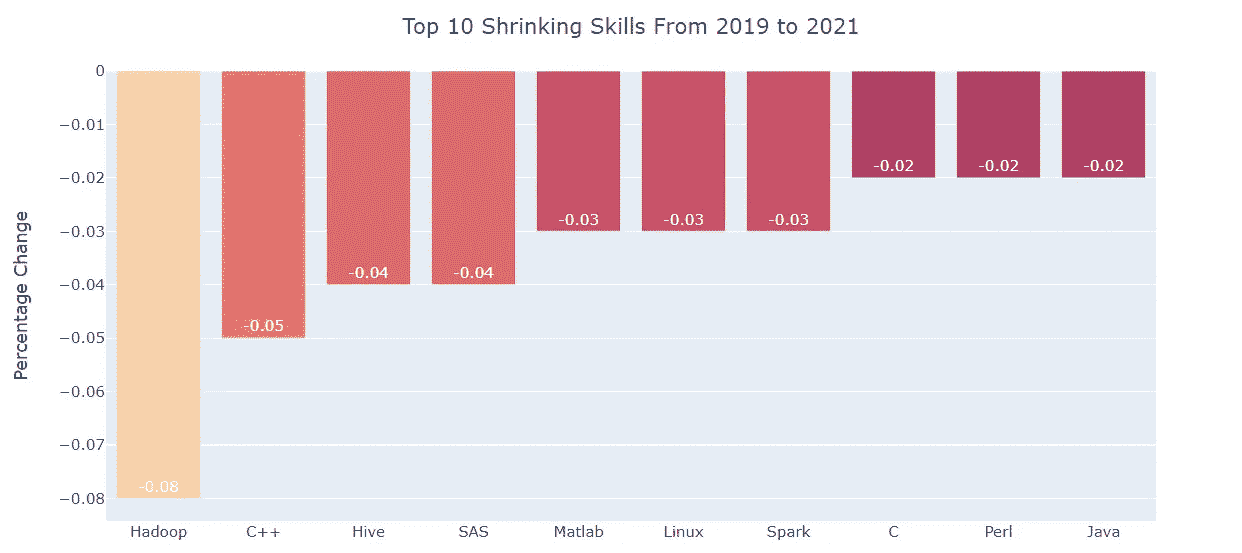 Top 10 Shrinking Skills From 2019 to 2021
Percentage Change
0
−0.01
−0.02
−0.03
−0.04
−0.05
−0.06
−0.07
−0.08
-0.08
-0.05
-0.04
-0.04
-0.03
-0.03
-0.03
-0.02
-0.02
-0.02
Hadoop
C++
Hive
SAS
Matlab
Linux
Spark
C
Perl
Java